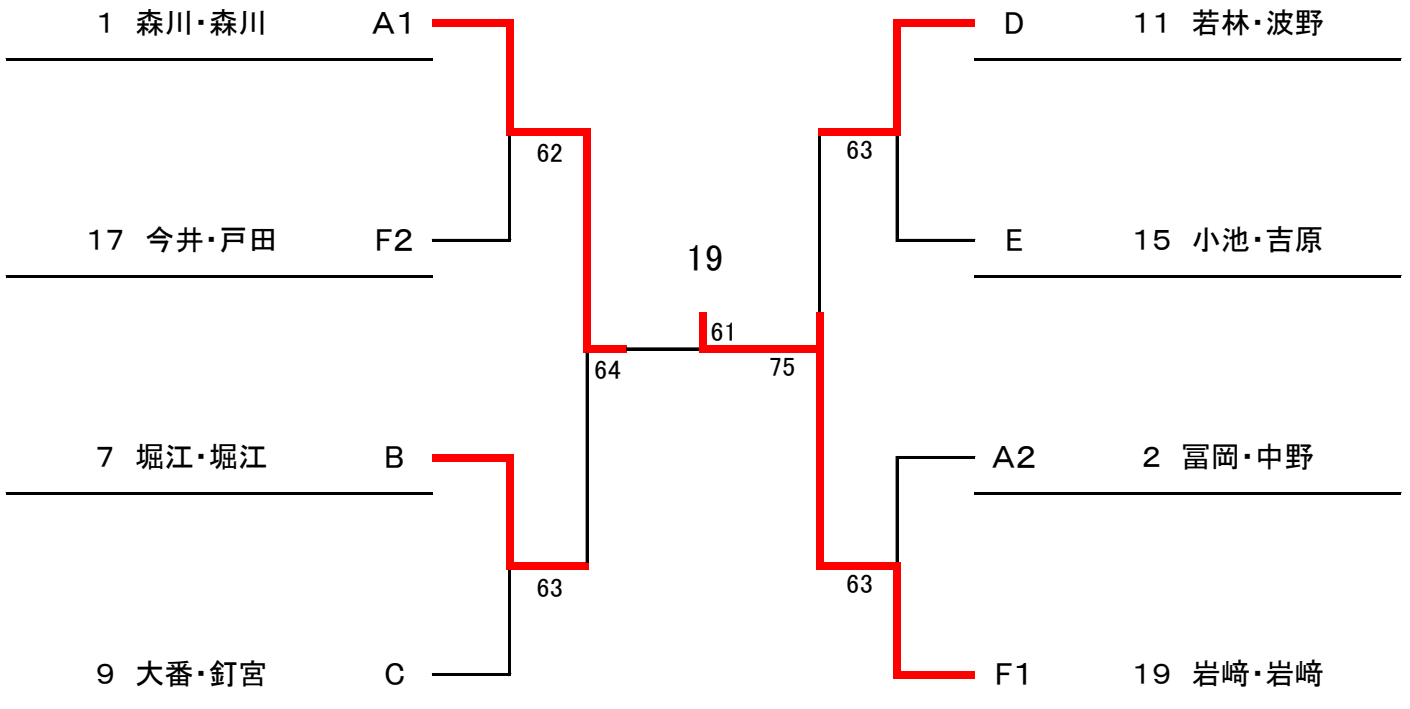 1 森川・森川 A1
D 11 若林・波野
62
63
17 今井・戸田 F2
E 15 小池・吉原
19
61
64
75
7 堀江・堀江 B
A2 2 冨岡・中野
63
63
9 大番・釘宮 C
F1 19 岩﨑・岩﨑